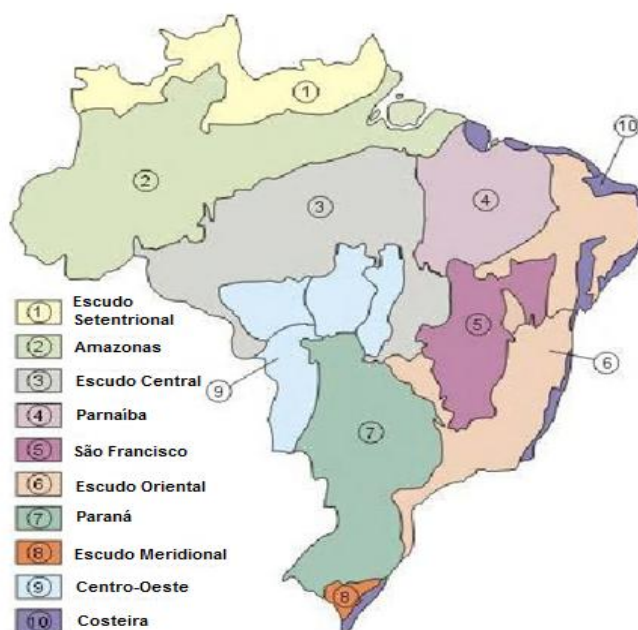 1
10
2
3
4
5
6
9
7
8
1 Escudo Setentrional
2 Amazonas
3 Escudo Central
4 Parnaíba
5 São Francisco
6 Escudo Oriental
7 Paraná
8 Escudo Meridional
9 Centro-Oeste
10 Costeira